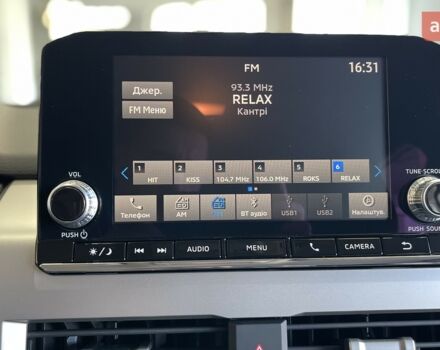 a
FM
16:31
Джер.
FM Меню
93.3 MHz
RELAX
Кантрі
VOL
TUNE·SCROLL
1 2 3 4 5 6
HIT KISS 104.7 MHz 106.0 MHz ROKS RELAX
Телефон AM BT аудіо USB1 USB2 Налаштув.
PUSH
PUSH SOUND
AUDIO MENU CAMERA